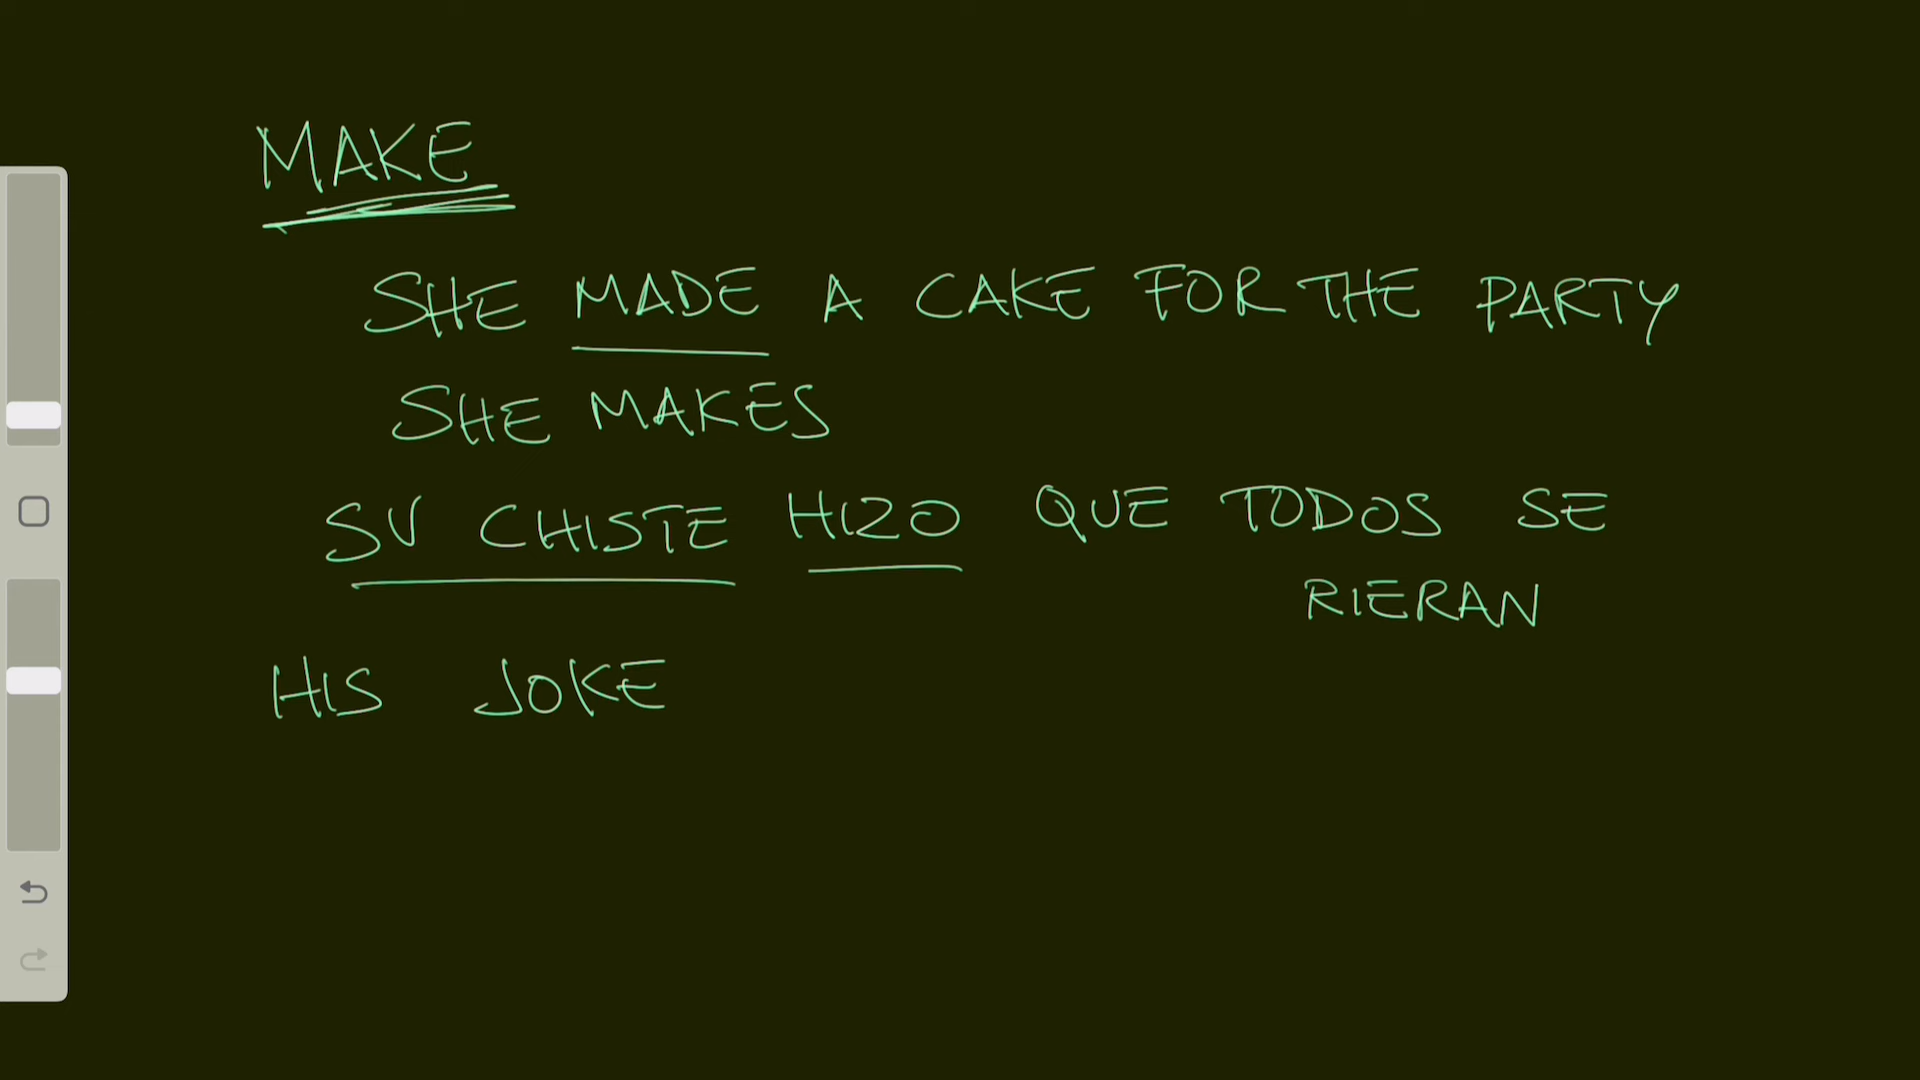 MAKE
SHE MADE A CAKE FOR THE PARTY
SHE MAKES
SU CHISTE HIZO QUE TODOS SE
RIERAN
HIS JOKE